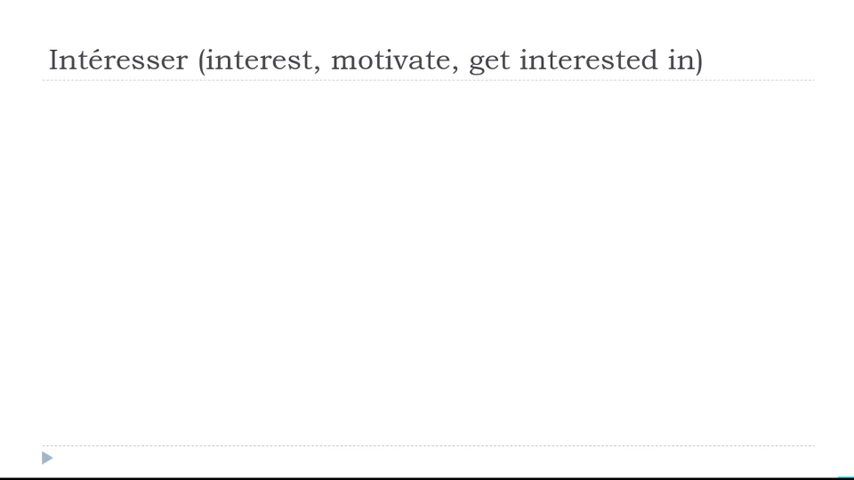 Intéresser (interest, motivate, get interested in)